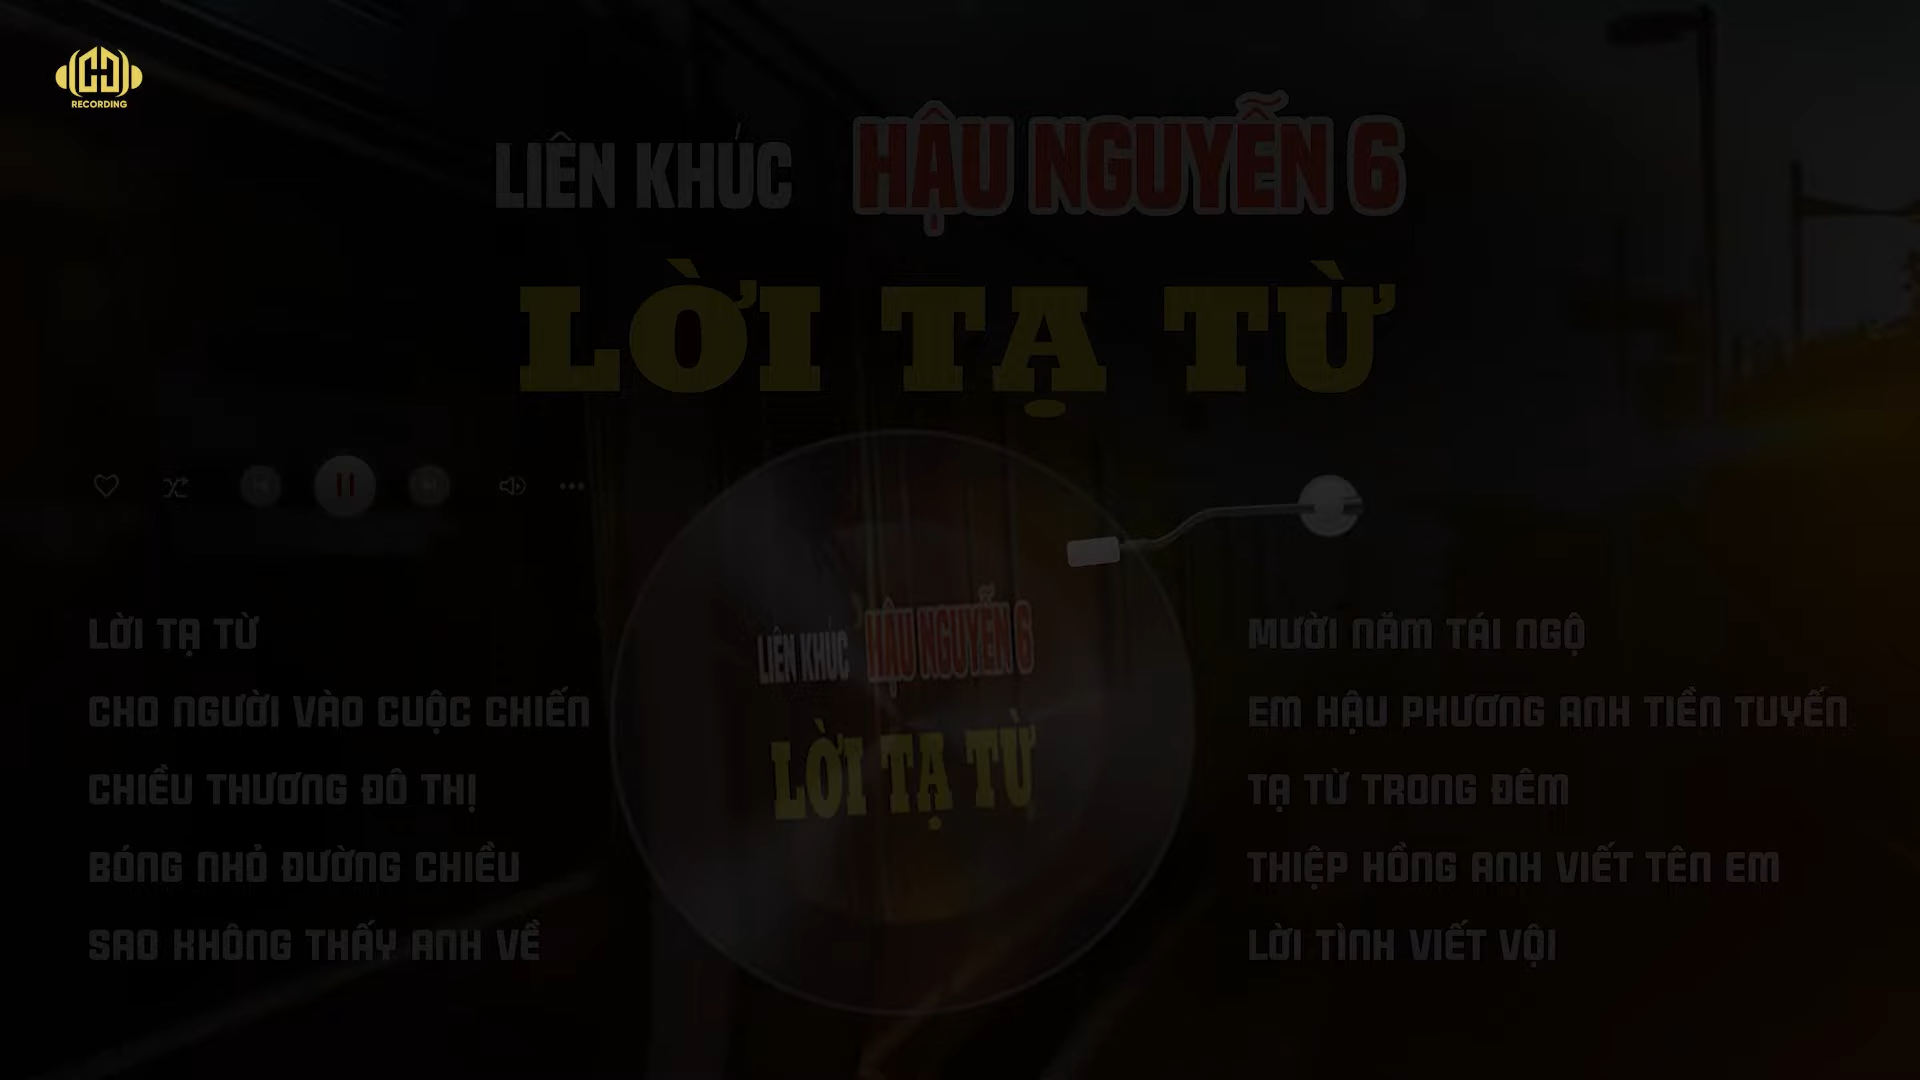 RECORDING
LIÊN KHÚC HẬU NGUYỄN 6
LỜI TẠ TỪ
LIÊN KHÚC HẬU NGUYỄN 6
LỜI TẠ TỪ
LỜI TẠ TỪ
CHO NGƯỜI VÀO CUỘC CHIẾN
CHIỀU THƯƠNG ĐÔ THỊ
BÓNG NHỎ ĐƯỜNG CHIỀU
SAO KHÔNG THẤY ANH VỀ
MƯỜI NĂM TÁI NGỘ
EM HẬU PHƯƠNG ANH TIỀN TUYẾN
TẠ TỪ TRONG ĐÊM
THIỆP HỒNG ANH VIẾT TÊN EM
LỜI TÌNH VIẾT VỘI